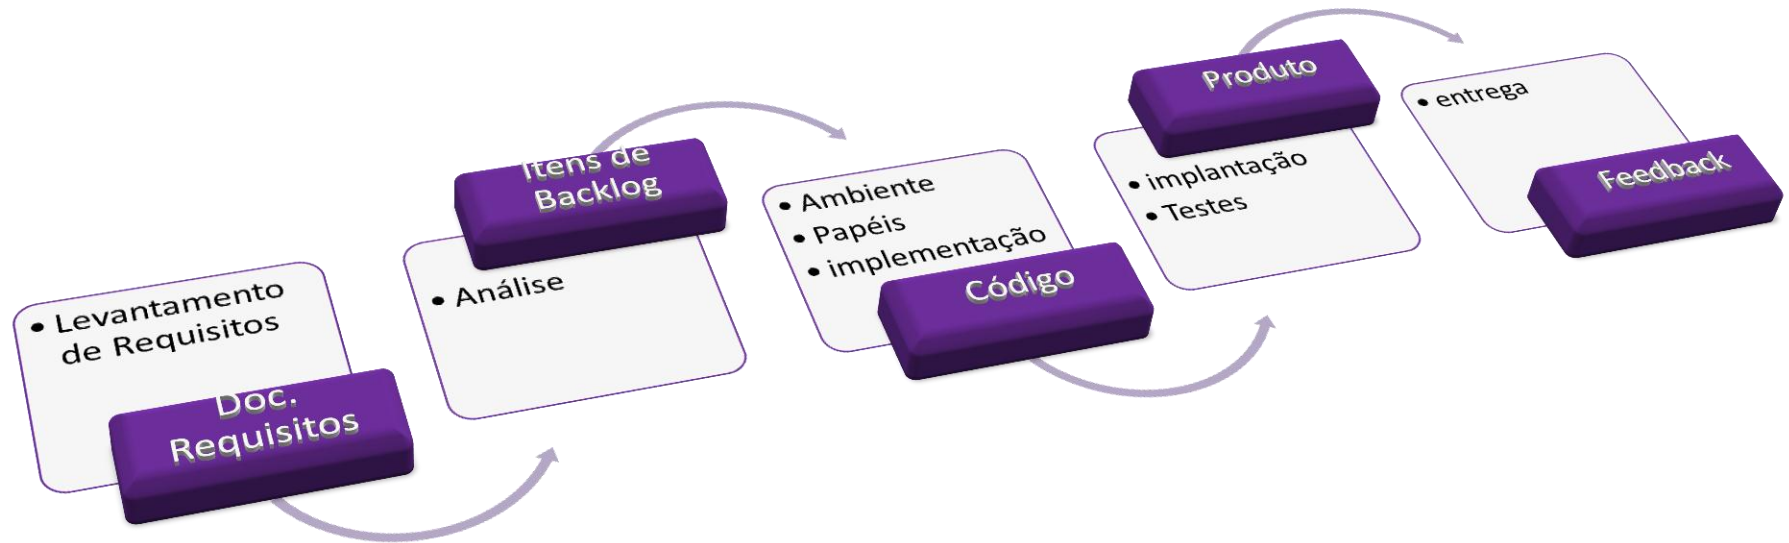 • Levantamento
de Requisitos
Doc.
Requisitos
Itens de
Backlog
• Análise
• Ambiente
• Papéis
• implementação
Código
Produto
• implantação
• Testes
• entrega
Feedback